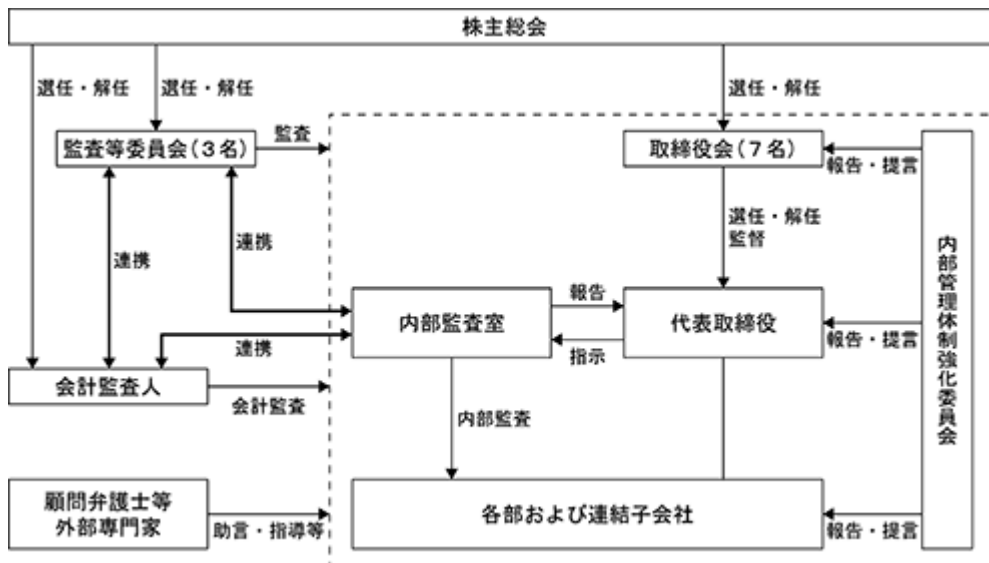 株主総会
選任・解任
選任・解任
選任・解任
監査等委員会(3名)
監査
取締役会(7名)
報告・提言
選任・解任
監督
連携
連携
内部監査室
報告
指示
代表取締役
報告・提言
内部管理体制強化委員会
連携
会計監査人
会計監査
内部監査
顧問弁護士等
外部専門家
助言・指導等
各部および連結子会社
報告・提言